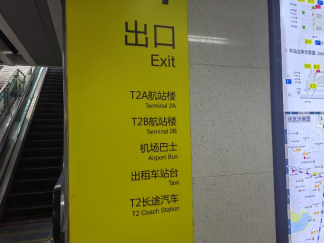 出口
Exit
T2A航站楼
Terminal 2A
T2B航站楼
Terminal 2B
机场巴士
Airport Bus
出租车站台
Taxi
T2长途汽车
T2 Coach Station